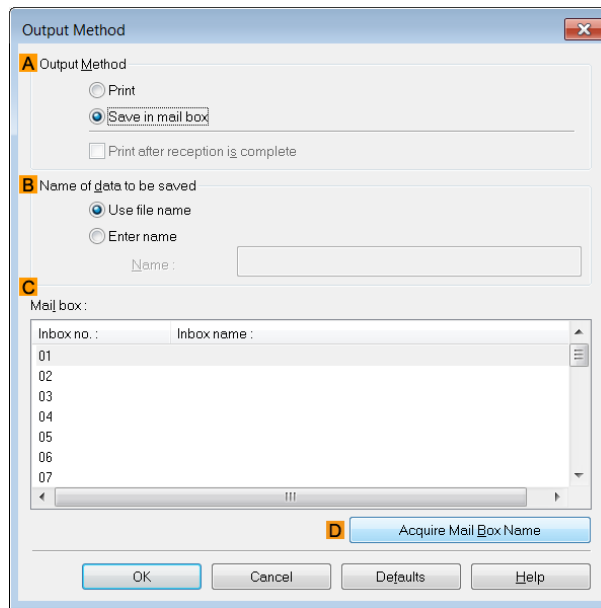 Output Method
A Output Method
Print
Save in mail box
Print after reception is complete
B Name of data to be saved
Use file name
Enter name
Name :
C
Mail box :
Inbox no. : Inbox name :
01
02
03
04
05
06
07
D Acquire Mail Box Name
OK Cancel Defaults Help